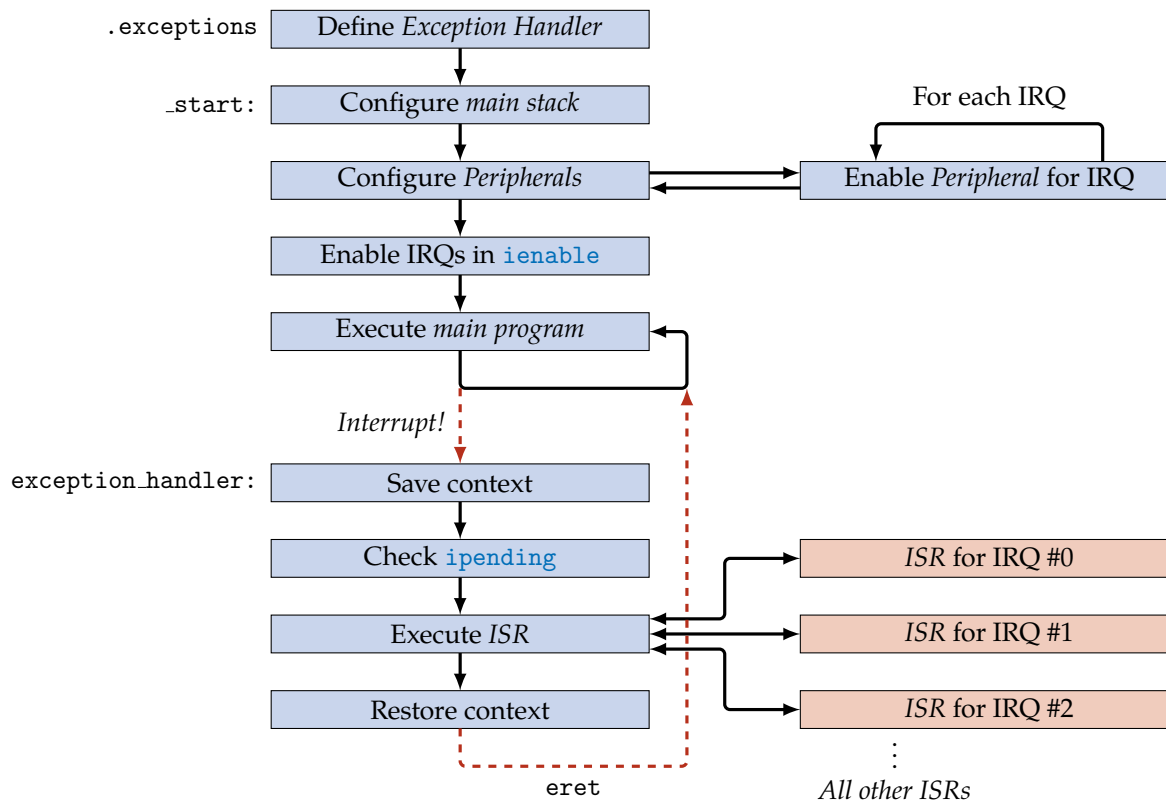 .exceptions
Define Exception Handler
_start:
Configure main stack
For each IRQ
Configure Peripherals
Enable Peripheral for IRQ
Enable IRQs in ienable
Execute main program
Interrupt!
exception_handler:
Save context
Check ipending
ISR for IRQ #0
Execute ISR
ISR for IRQ #1
Restore context
ISR for IRQ #2
⋮
eret
All other ISRs